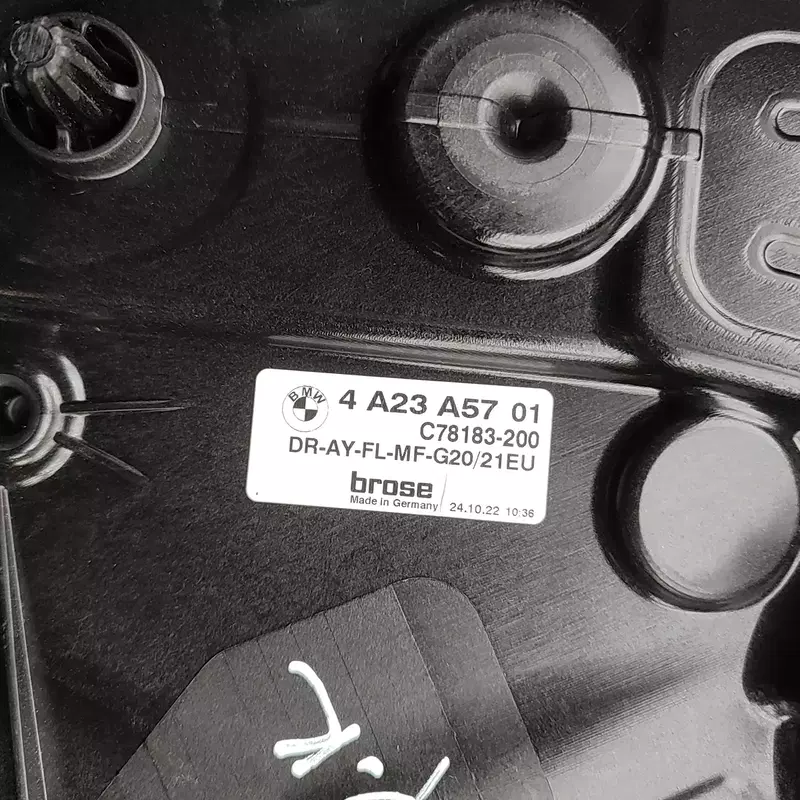 BMW
4 A23 A57 01
C78183-200
DR-AY-FL-MF-G20/21EU
brose
Made in Germany 24.10.22 10:36